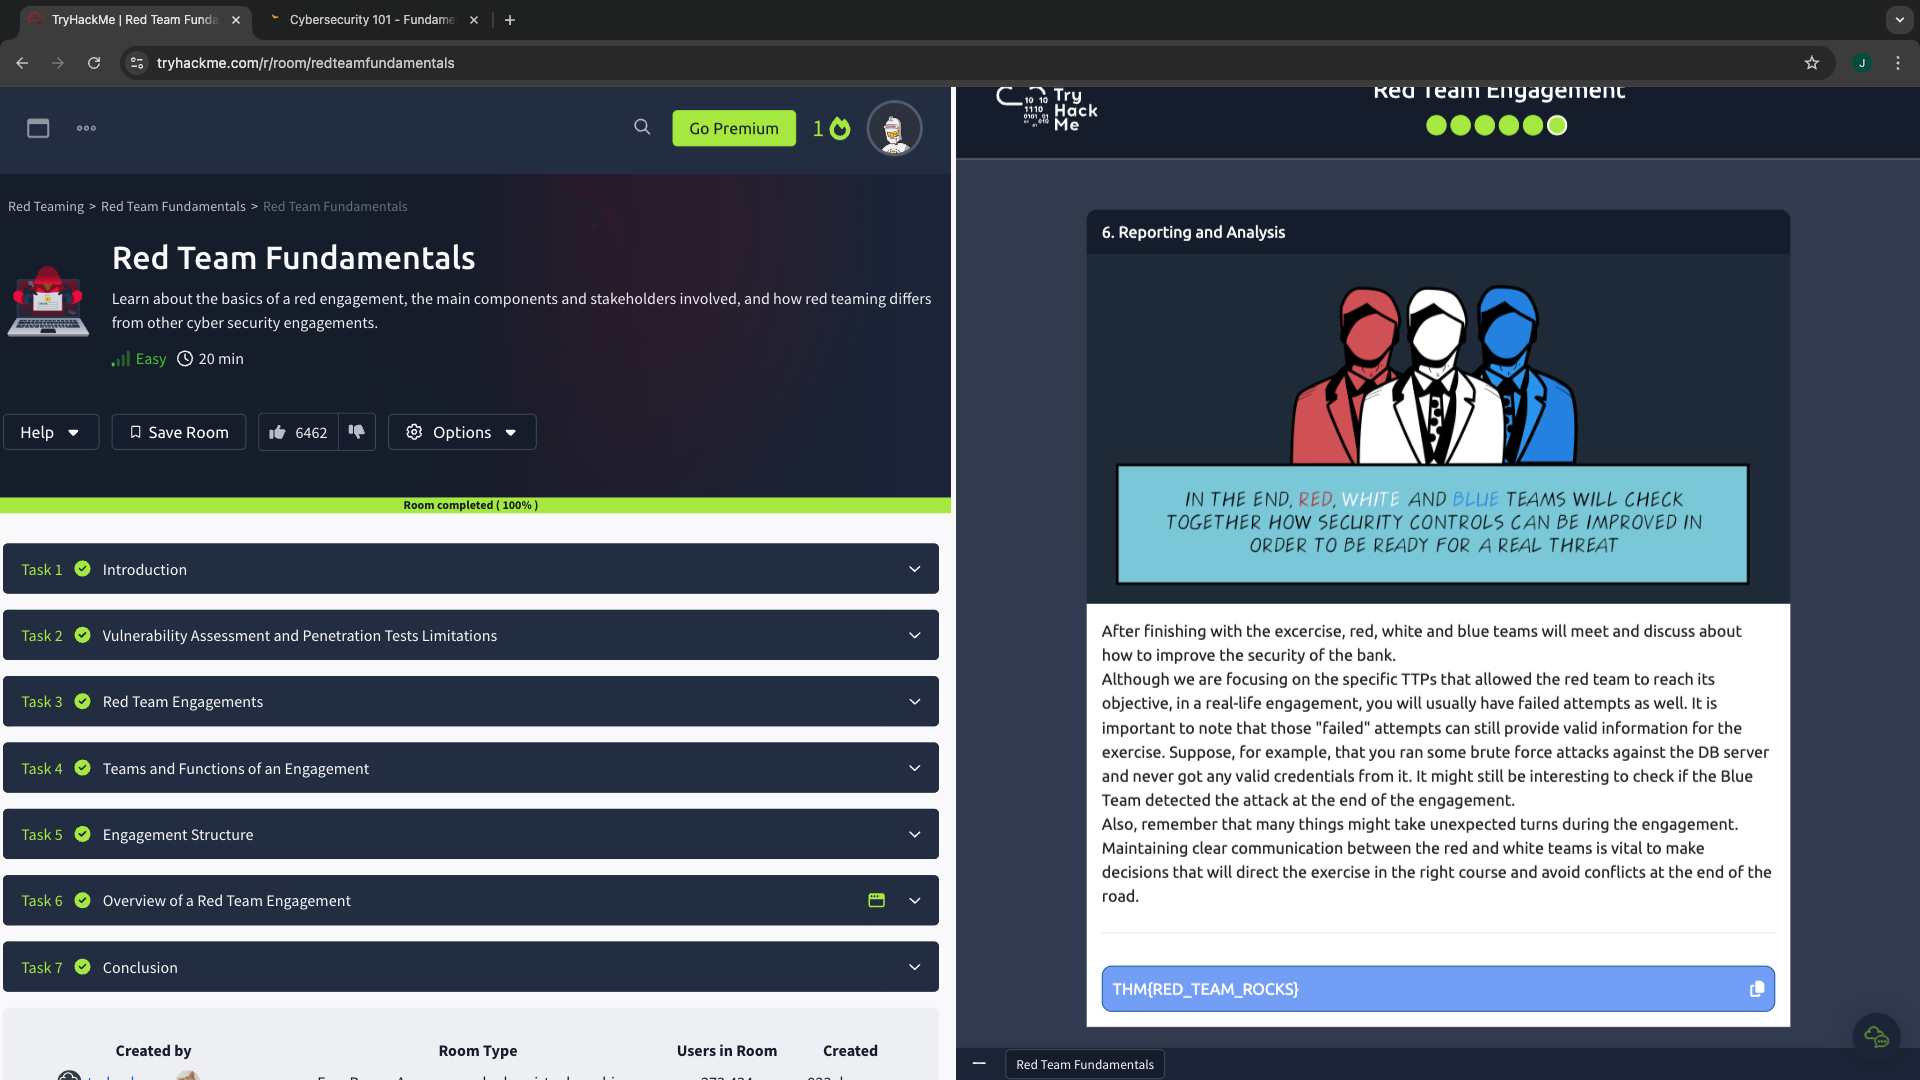 TryHackMe | Red Team Funda
Cybersecurity 101 - Fundame
tryhackme.com/r/room/redteamfundamentals
J
Go Premium
1
Red Teaming > Red Team Fundamentals > Red Team Fundamentals
Red Team Fundamentals
Learn about the basics of a red engagement, the main components and stakeholders involved, and how red teaming differs
from other cyber security engagements.
Easy 20 min
Help
Save Room
6462
Options
Room completed ( 100% )
Task 1 Introduction
Task 2 Vulnerability Assessment and Penetration Tests Limitations
Task 3 Red Team Engagements
Task 4 Teams and Functions of an Engagement
Task 5 Engagement Structure
Task 6 Overview of a Red Team Engagement
Task 7 Conclusion
Created by
Room Type
Users in Room
Created
Try
Hack
Me
Red Team Engagement
6. Reporting and Analysis
IN THE END, RED, WHITE AND BLUE TEAMS WILL CHECK
TOGETHER HOW SECURITY CONTROLS CAN BE IMPROVED IN
ORDER TO BE READY FOR A REAL THREAT
After finishing with the excercise, red, white and blue teams will meet and discuss about
how to improve the security of the bank.
Although we are focusing on the specific TTPs that allowed the red team to reach its
objective, in a real-life engagement, you will usually have failed attempts as well. It is
important to note that those "failed" attempts can still provide valid information for the
exercise. Suppose, for example, that you ran some brute force attacks against the DB server
and never got any valid credentials from it. It might still be interesting to check if the Blue
Team detected the attack at the end of the engagement.
Also, remember that many things might take unexpected turns during the engagement.
Maintaining clear communication between the red and white teams is vital to make
decisions that will direct the exercise in the right course and avoid conflicts at the end of the
road.
THM{RED_TEAM_ROCKS}
Red Team Fundamentals